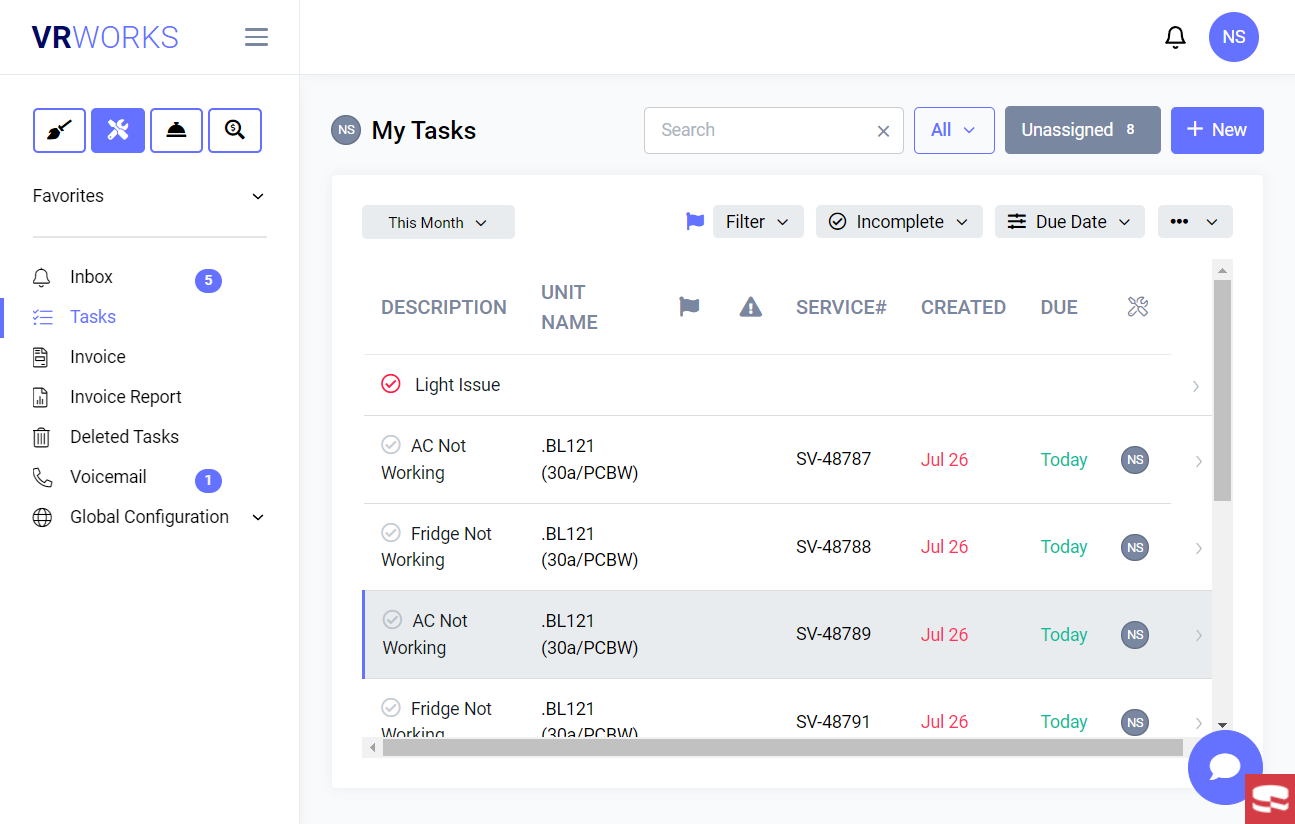 VRWORKS
NS
Favorites
Inbox 5
Tasks
Invoice
Invoice Report
Deleted Tasks
Voicemail 1
Global Configuration
NS My Tasks
Search
All
Unassigned 8
+ New
This Month
Filter
Incomplete
Due Date
DESCRIPTION UNIT NAME SERVICE# CREATED DUE
Light Issue
AC Not .BL121
Working (30a/PCBW) SV-48787 Jul 26 Today NS
Fridge Not .BL121
Working (30a/PCBW) SV-48788 Jul 26 Today NS
AC Not .BL121
Working (30a/PCBW) SV-48789 Jul 26 Today NS
Fridge Not .BL121
Working (30a/PCBW) SV-48791 Jul 26 Today NS